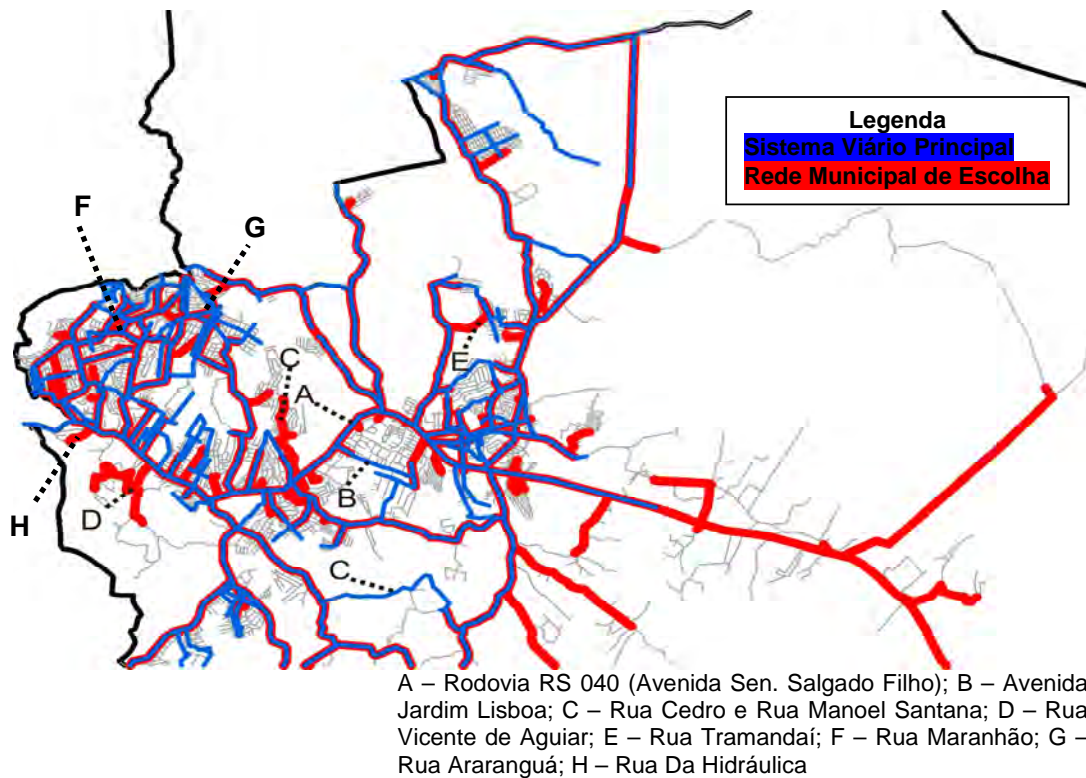 Legenda
Sistema Viário Principal
Rede Municipal de Escolha
F
G
C
A
E
B
H
D
C
A – Rodovia RS 040 (Avenida Sen. Salgado Filho); B – Avenida
Jardim Lisboa; C – Rua Cedro e Rua Manoel Santana; D – Rua
Vicente de Aguiar; E – Rua Tramandaí; F – Rua Maranhão; G –
Rua Araranguá; H – Rua Da Hidráulica